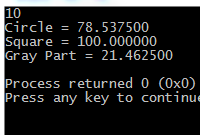 10
Circle = 78.537500
Square = 100.000000
Gray Part = 21.462500
Process returned 0 (0x0)
Press any key to continue